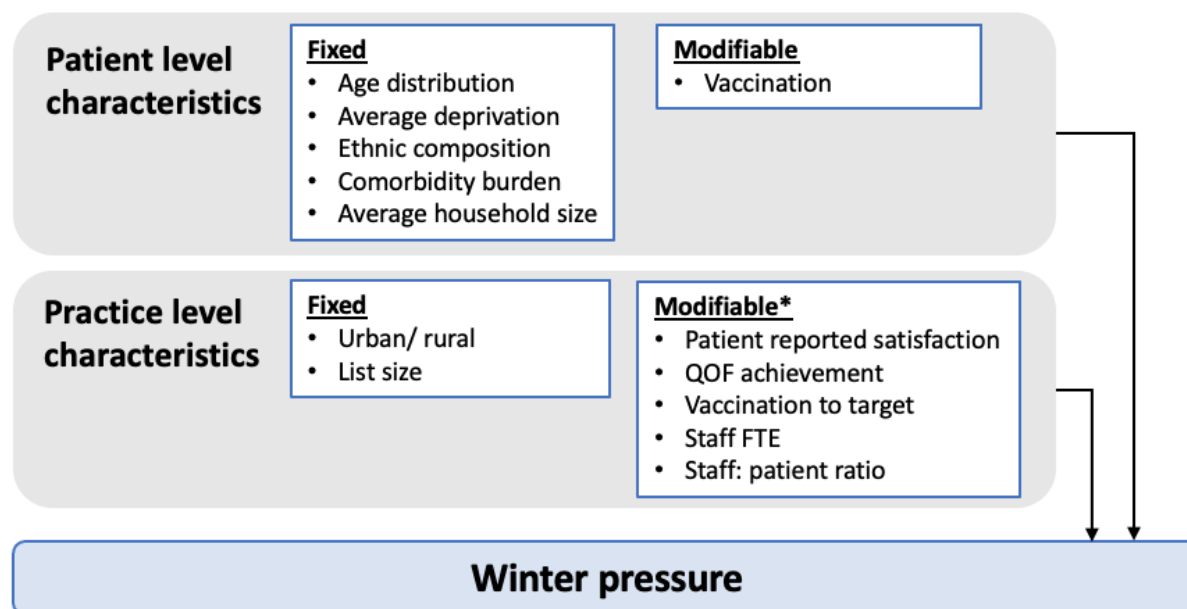 Patient level
characteristics
Fixed
• Age distribution
• Average deprivation
• Ethnic composition
• Comorbidity burden
• Average household size
Modifiable
• Vaccination
Practice level
characteristics
Fixed
• Urban/ rural
• List size
Modifiable*
• Patient reported satisfaction
• QOF achievement
• Vaccination to target
• Staff FTE
• Staff: patient ratio
Winter pressure